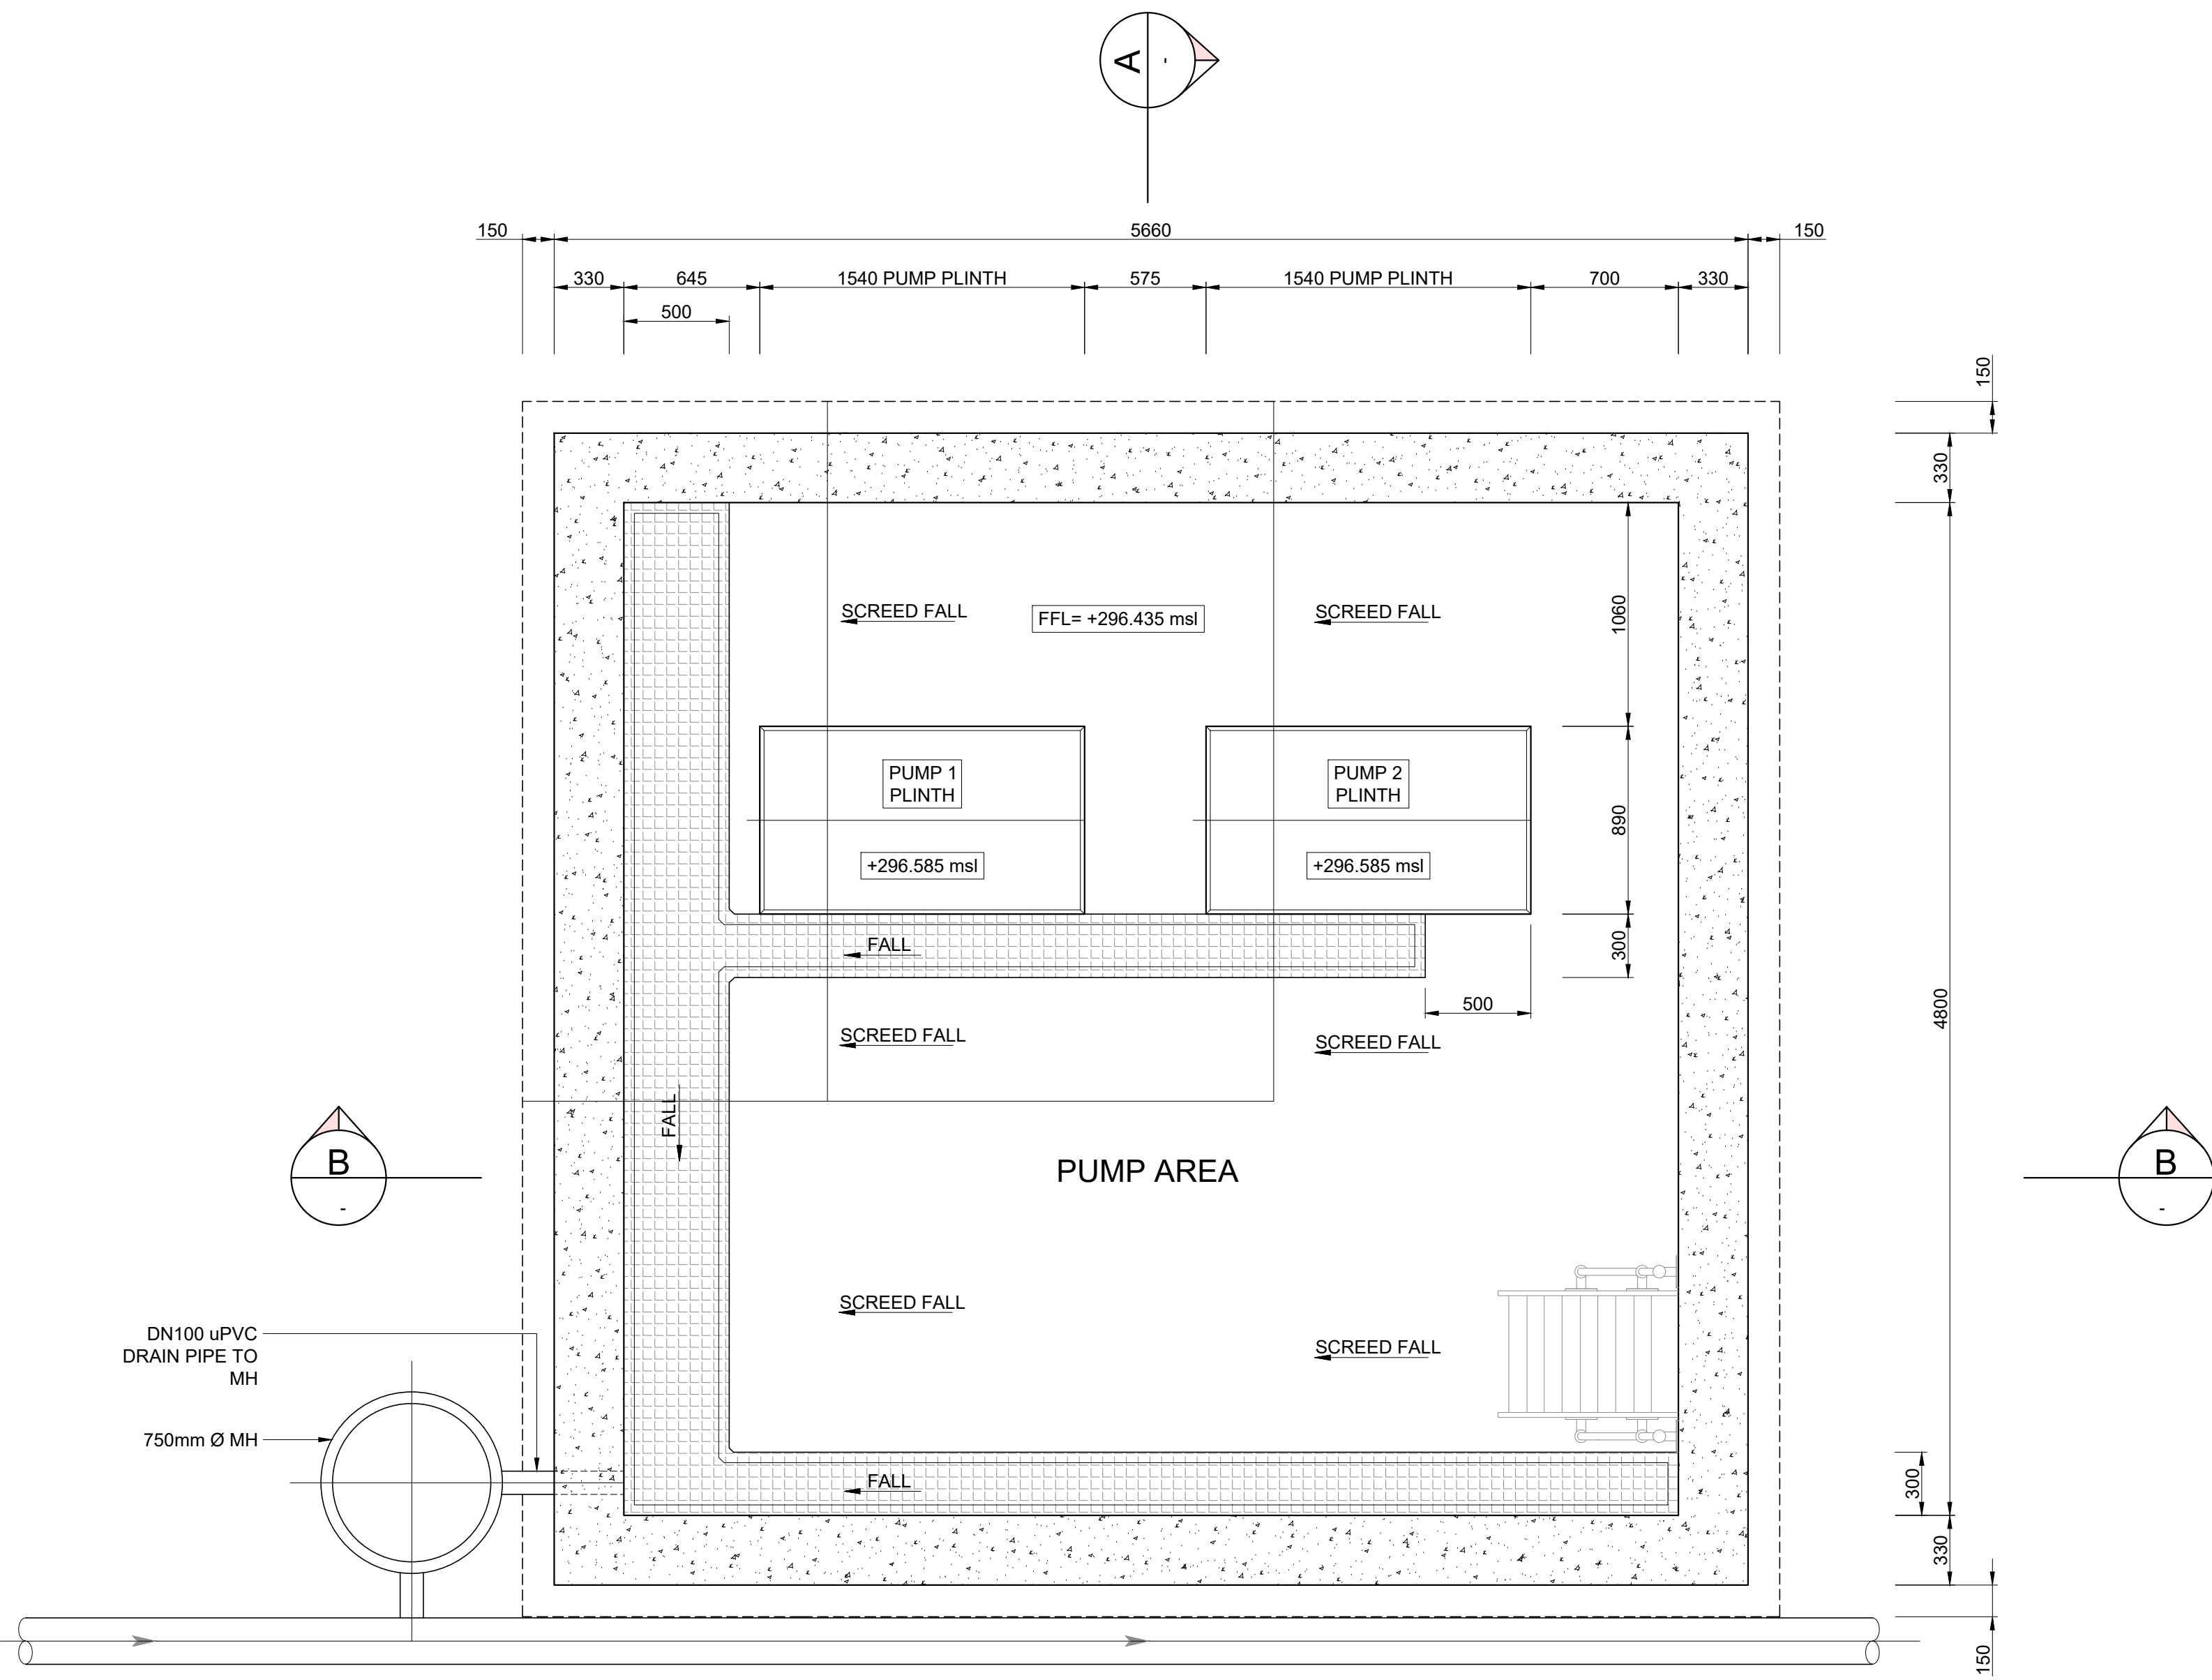 A
-
150
5660
150
330
645
1540 PUMP PLINTH
575
1540 PUMP PLINTH
700
330
500
150
330
SCREED FALL
FFL= +296.435 msl
SCREED FALL
1060
PUMP 1
PLINTH
PUMP 2
PLINTH
890
+296.585 msl
+296.585 msl
FALL
300
500
4800
SCREED FALL
SCREED FALL
FALL
B
-
PUMP AREA
B
-
SCREED FALL
DN100 uPVC
DRAIN PIPE TO
MH
SCREED FALL
750mm Ø MH
FALL
300
330
150